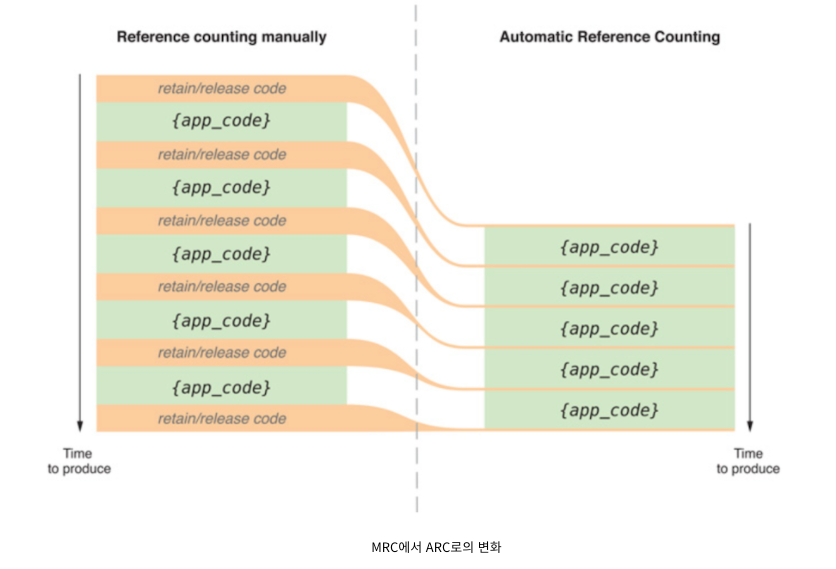 Reference counting manually
retain/release code
{app_code}
retain/release code
{app_code}
retain/release code
{app_code}
retain/release code
{app_code}
retain/release code
{app_code}
retain/release code
Time
to produce
Automatic Reference Counting
{app_code}
{app_code}
{app_code}
{app_code}
{app_code}
Time
to produce
MRC에서 ARC로의 변화